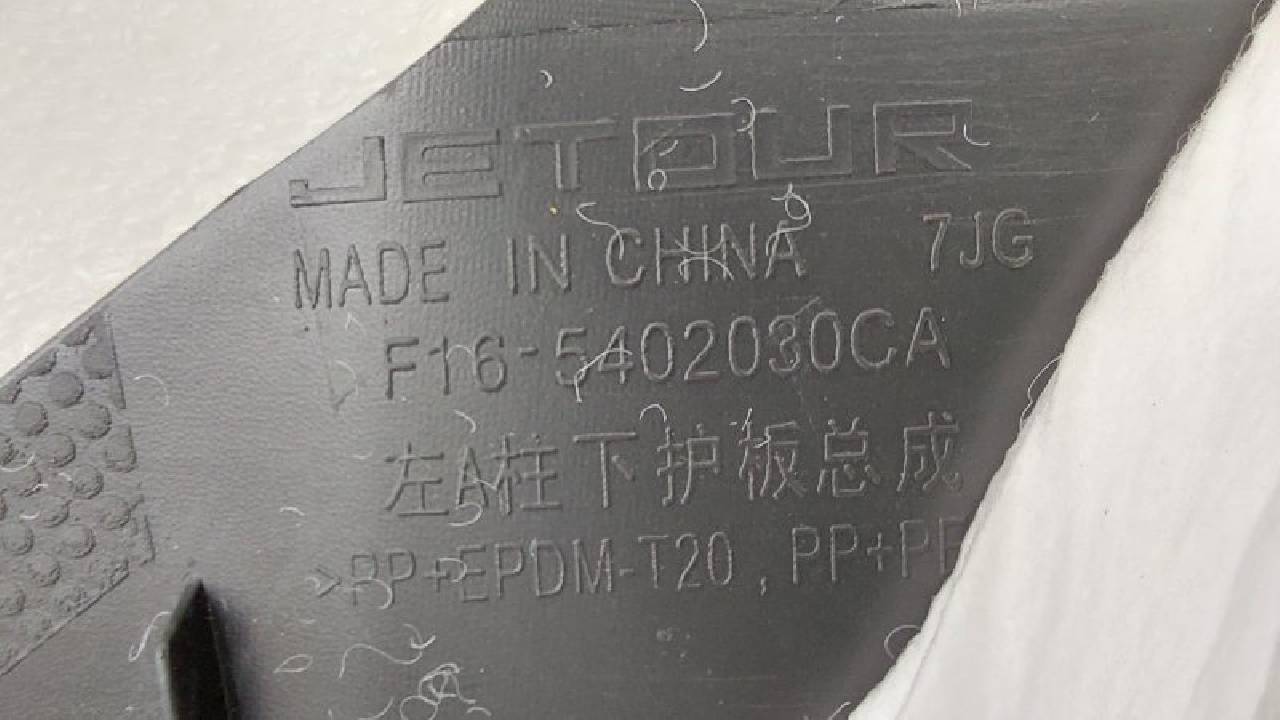 JETOUR
MADE IN CHINA 7JG
F16-5402030CA
左A柱下护板总成
>PP+EPDM-T20 , PP+PE